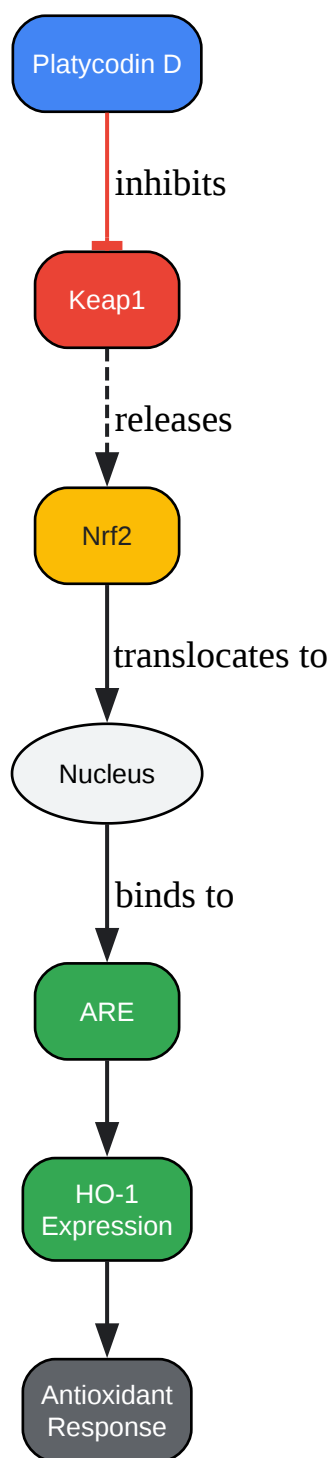 Platycodin D
inhibits
Keap1
releases
Nrf2
translocates to
Nucleus
binds to
ARE
HO-1
Expression
Antioxidant
Response